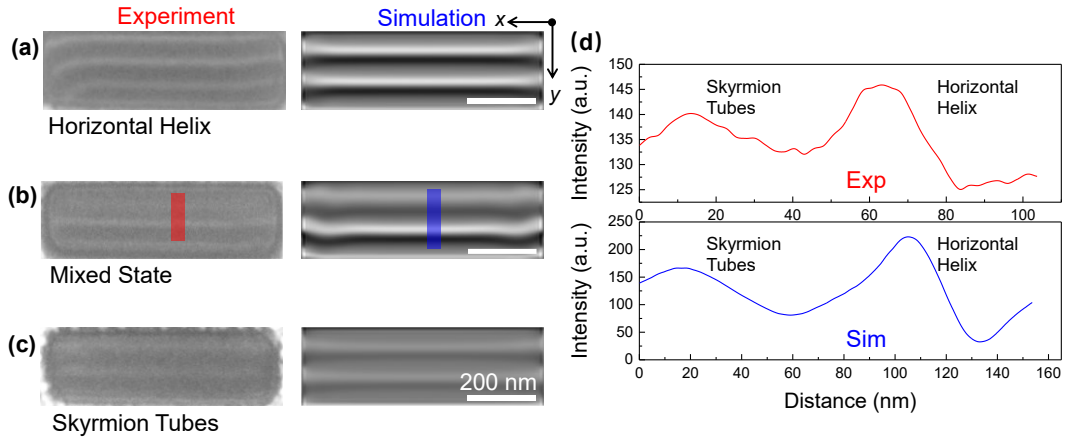 Experiment
Simulation
x
y
(a)
Horizontal Helix
(b)
Mixed State
(c)
200 nm
Skyrmion Tubes
(d)
150
145
140
135
130
125
Intensity (a.u.)
Skyrmion
Tubes
Horizontal
Helix
Exp
0 20 40 60 80 100
250
200
150
100
50
0
Intensity (a.u.)
Skyrmion
Tubes
Horizontal
Helix
Sim
0 20 40 60 80 100 120 140 160
Distance (nm)